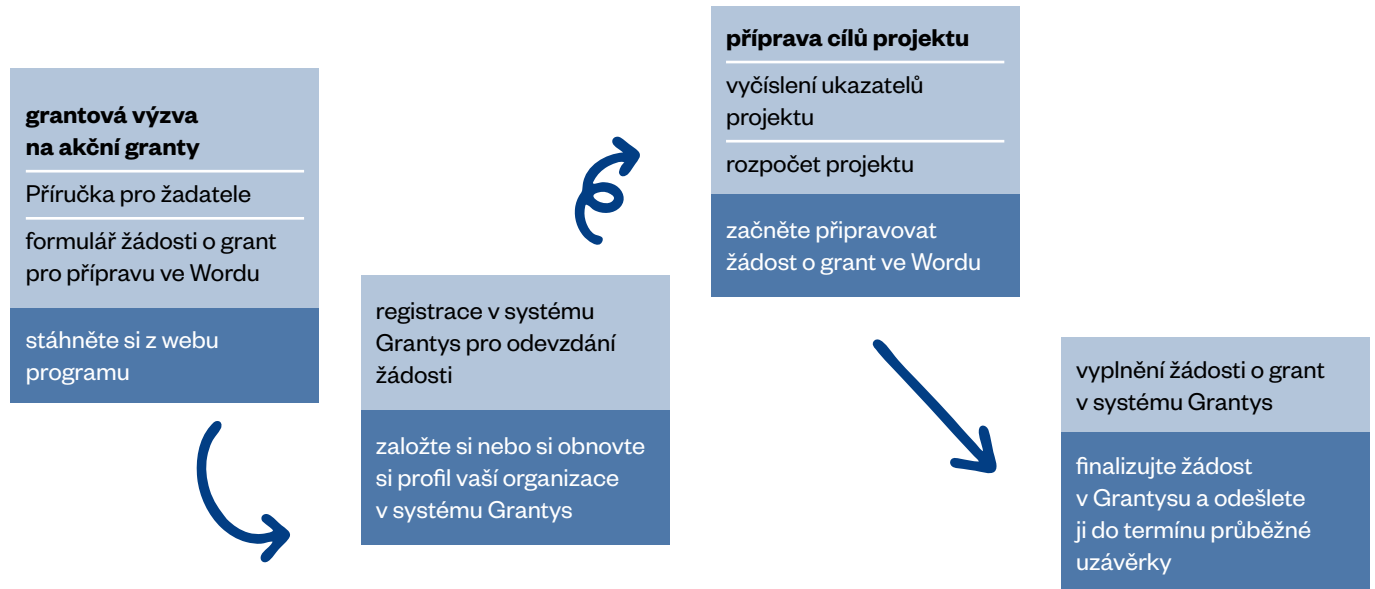 grantová výzva
na akční granty
Příručka pro žadatele
formulář žádosti o grant
pro přípravu ve Wordu
stáhněte si z webu
programu
registrace v systému
Grantys pro odevzdání
žádosti
založte si nebo si obnovte
si profil vaší organizace
v systému Grantys
příprava cílů projektu
vyčíslení ukazatelů
projektu
rozpočet projektu
začněte připravovat
žádost o grant ve Wordu
vyplnění žádosti o grant
v systému Grantys
finalizujte žádost
v Grantysu a odešlete
ji do termínu průběžné
uzávěrky